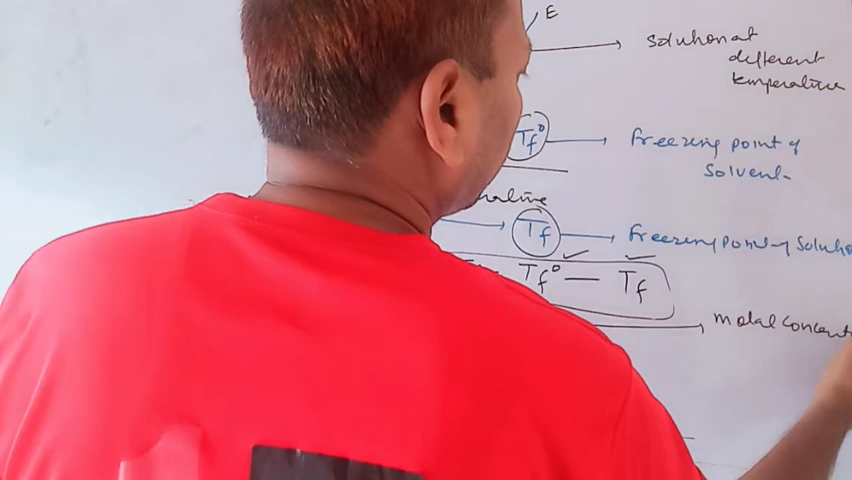 E
Solution at
different
temperature
Tf° → Freezing point of
Solvent
Tf → Freezing point of Solution
Tf° — Tf
molal concent